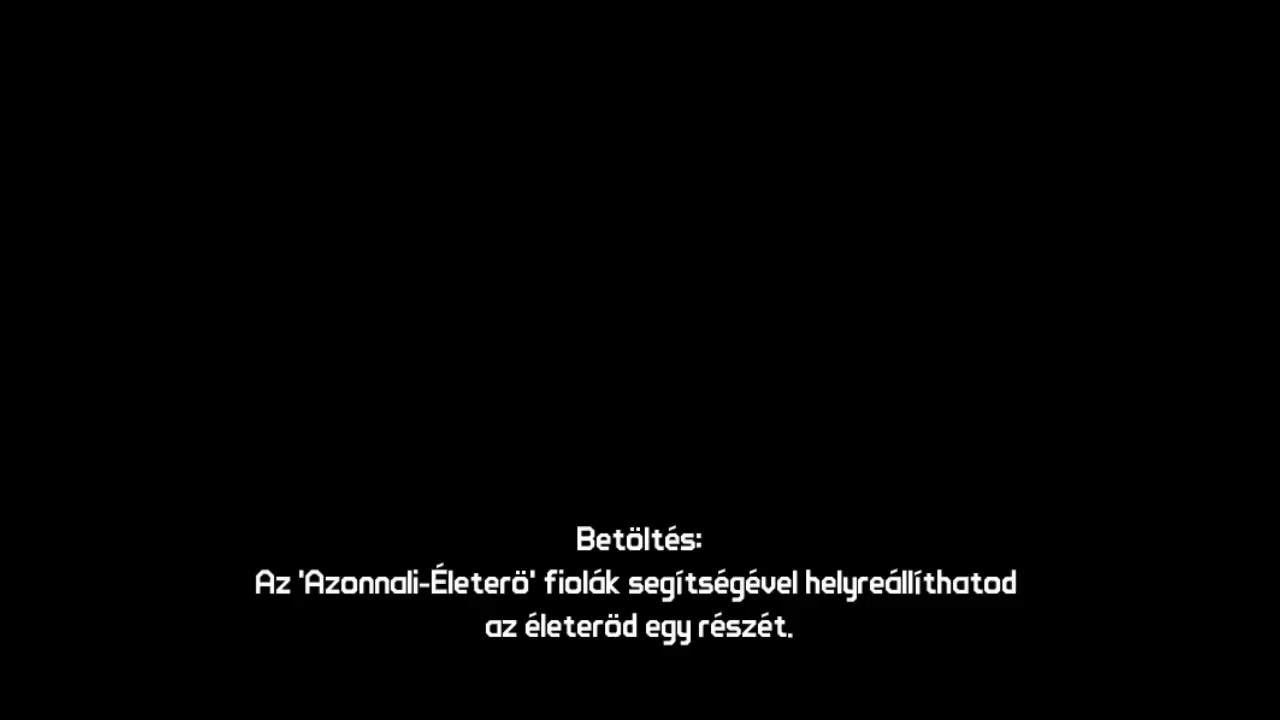 Betöltés:
Az 'Azonnali-Életerö' fiolák segítségével helyreállíthatod
az életeröd egy részét.